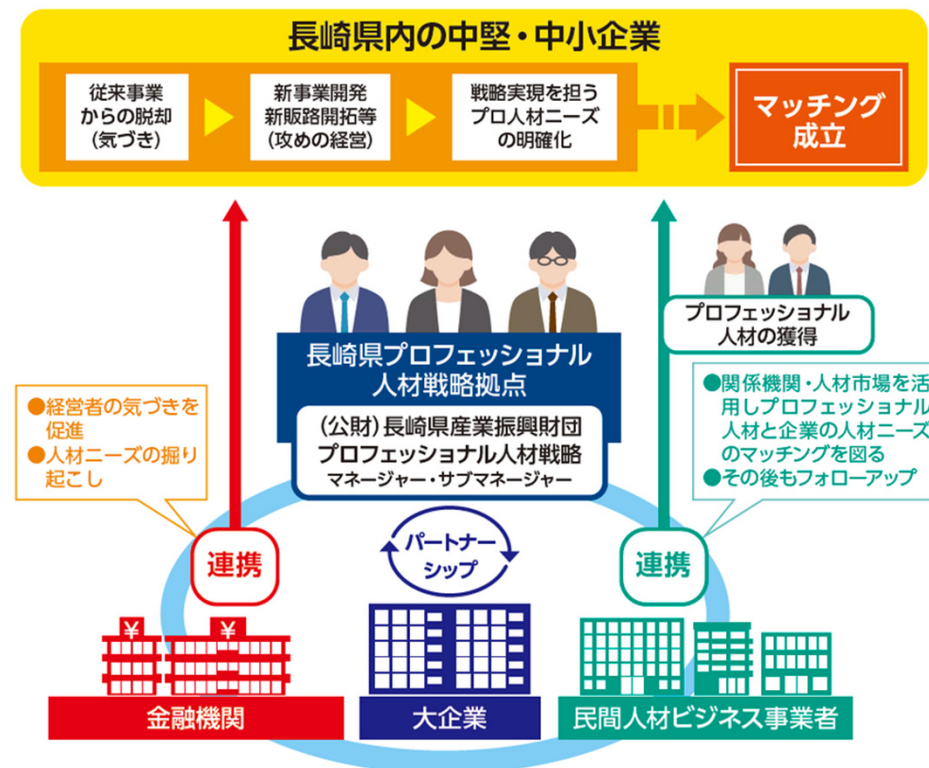 長崎県内の中堅・中小企業
従来事業
からの脱却
(気づき)
新事業開発
新販路開拓等
(攻めの経営)
戦略実現を担う
プロ人材ニーズ
の明確化
マッチング
成立
プロフェッショナル
人材の獲得
長崎県プロフェッショナル
人材戦略拠点
(公財)長崎県産業振興財団
プロフェッショナル人材戦略
マネージャー・サブマネージャー
●経営者の気づきを
促進
●人材ニーズの掘り
起こし
●関係機関・人材市場を活
用しプロフェッショナル
人材と企業の人材ニーズ
のマッチングを図る
●その後もフォローアップ
連携
パートナー
シップ
連携
¥
¥
金融機関
大企業
民間人材ビジネス事業者